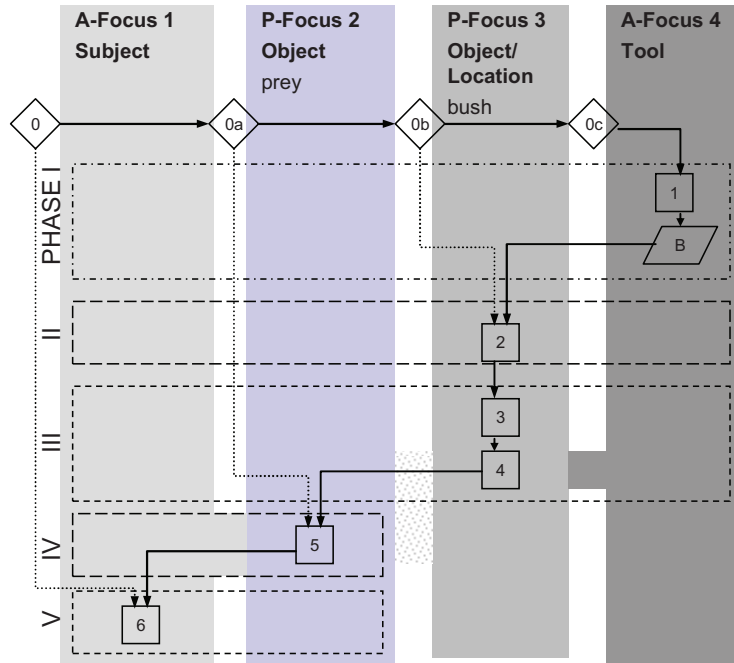 A-Focus 1
Subject
P-Focus 2
Object
prey
P-Focus 3
Object/
Location
bush
A-Focus 4
Tool
0
0a
0b
0c
PHASE I
1
B
II
2
III
3
4
IV
5
V
6